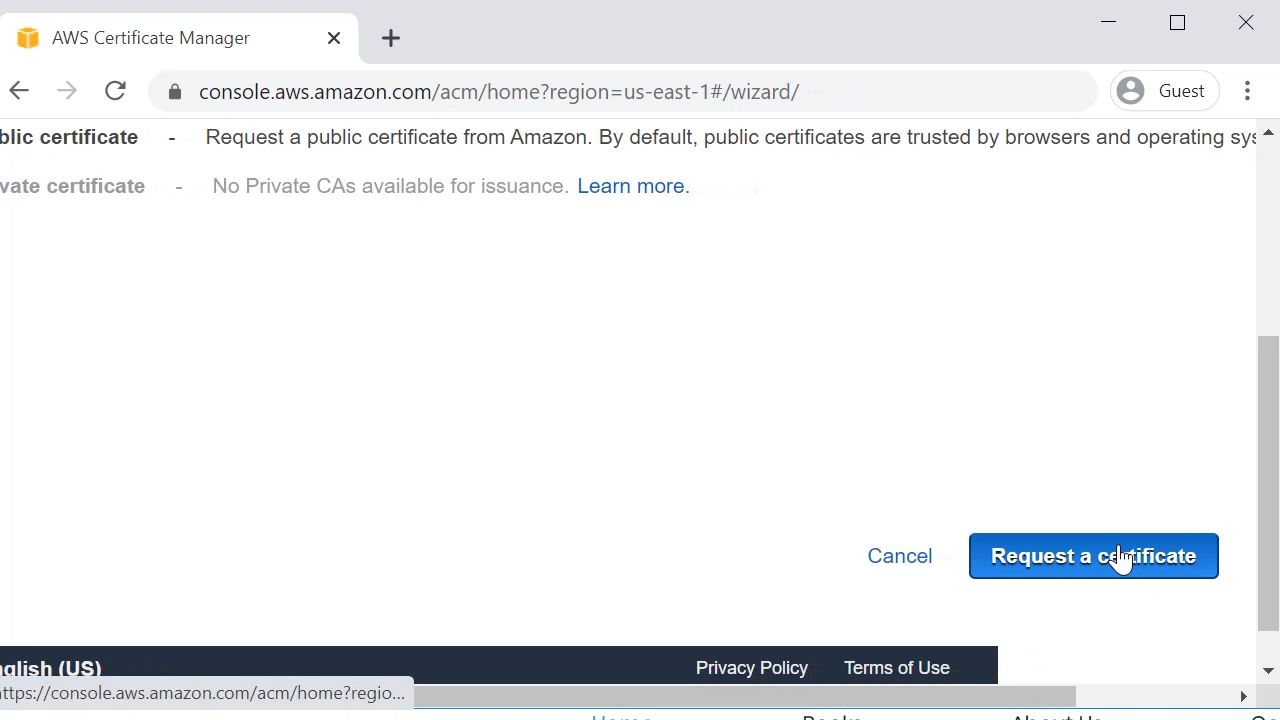 AWS Certificate Manager
console.aws.amazon.com/acm/home?region=us-east-1#/wizard/
Guest
blic certificate - Request a public certificate from Amazon. By default, public certificates are trusted by browsers and operating sys
vate certificate - No Private CAs available for issuance. Learn more.
Cancel
Request a certificate
nglish (US)
Privacy Policy
Terms of Use
ttps://console.aws.amazon.com/acm/home?regio...